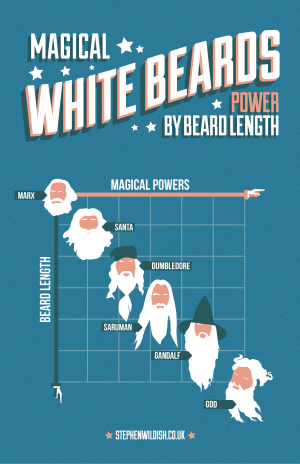 MAGICAL
WHITE BEARDS
POWER
BY BEARD LENGTH
MAGICAL POWERS
MARX
SANTA
DUMBLEDORE
BEARD LENGTH
SARUMAN
GANDALF
GOD
STEPHENWILDISH.CO.UK